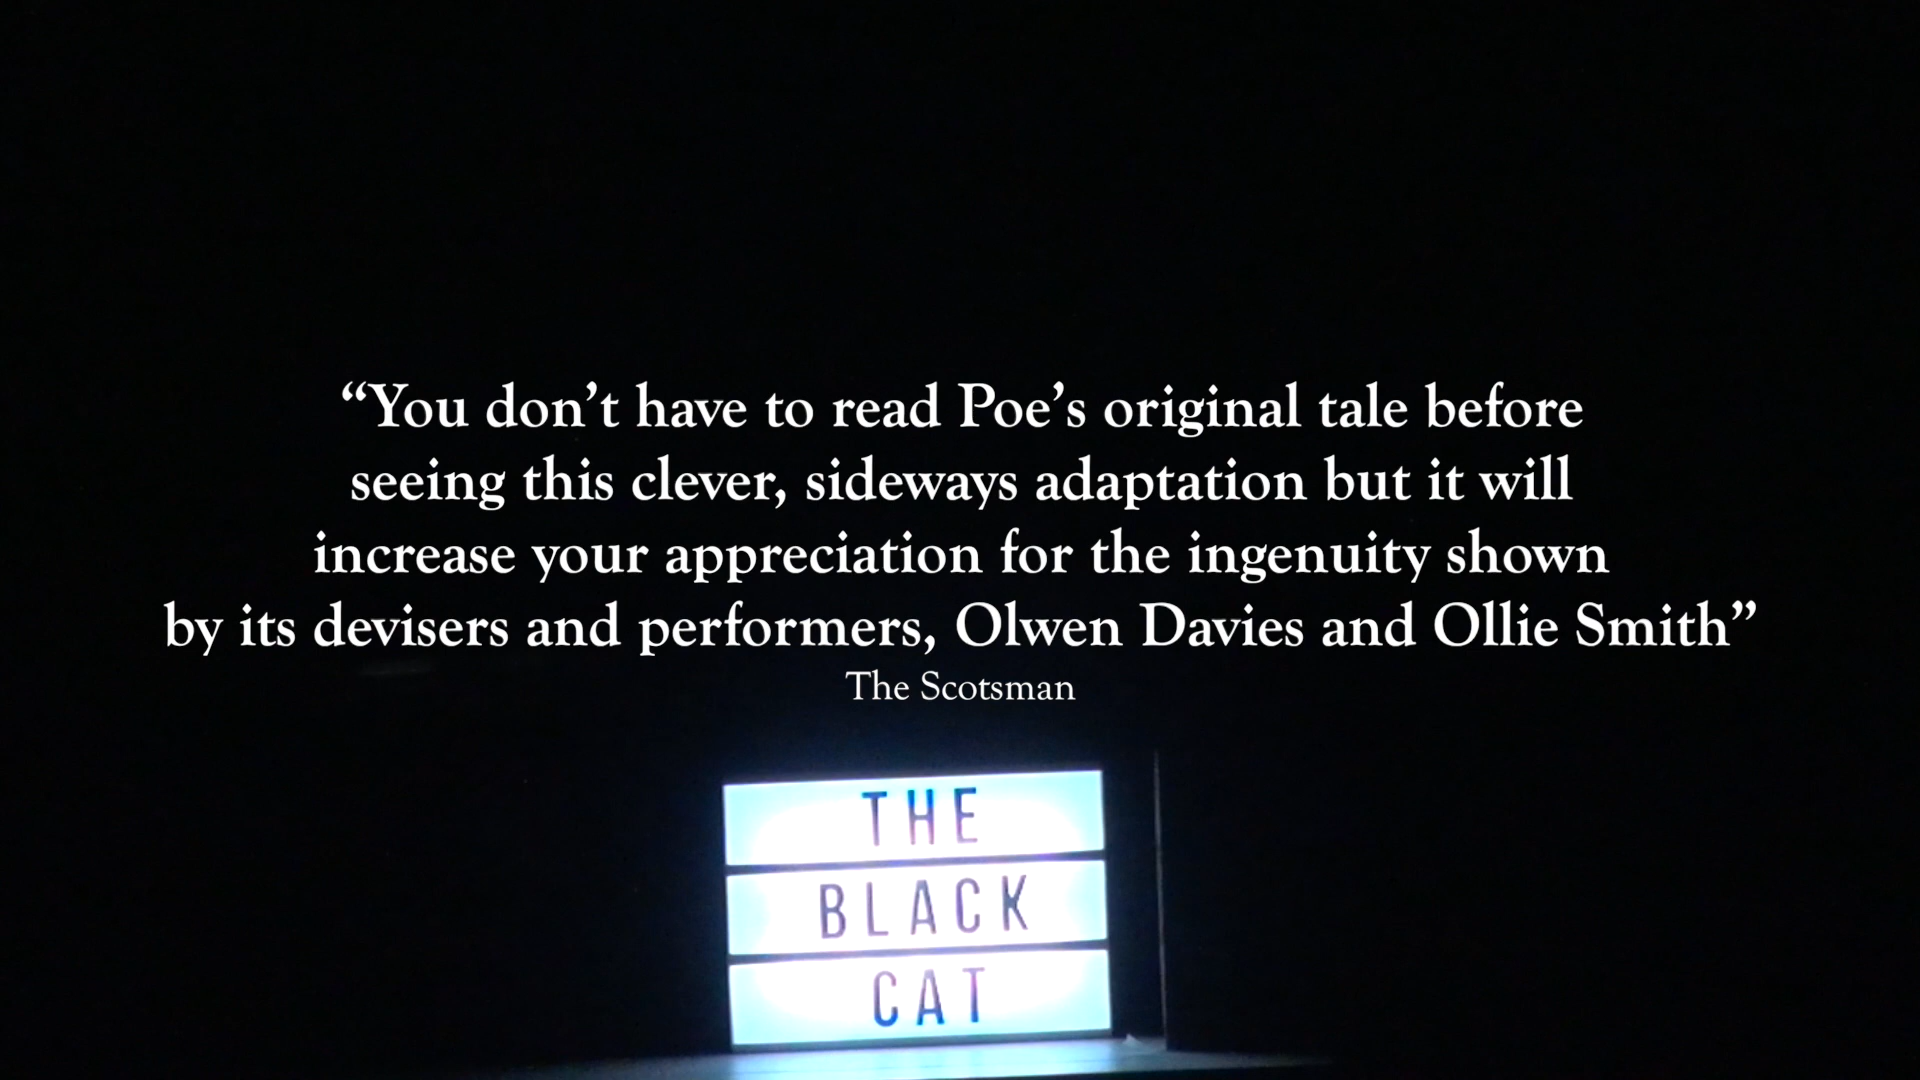 “You don’t have to read Poe’s original tale before
seeing this clever, sideways adaptation but it will
increase your appreciation for the ingenuity shown
by its devisers and performers, Olwen Davies and Ollie Smith”
The Scotsman
THE
BLACK
CAT